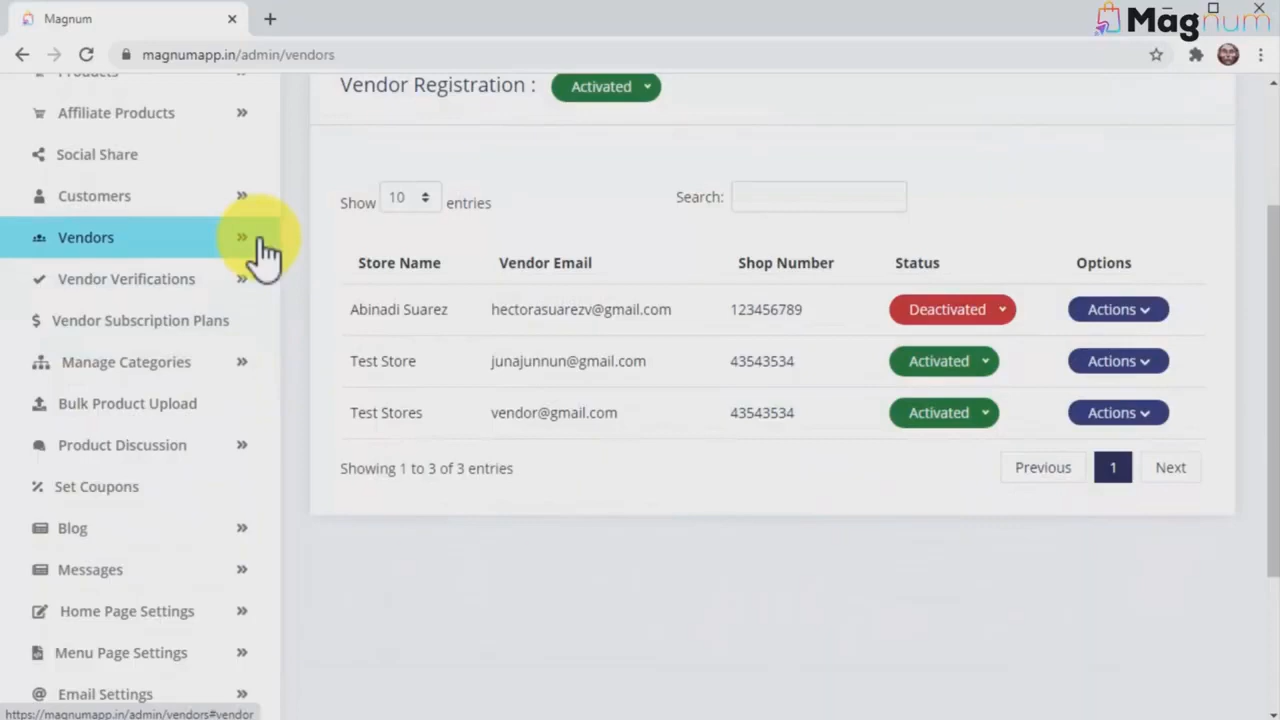 Magnum
Magnum
magnumapp.in/admin/vendors
Products
Affiliate Products
Social Share
Customers
Vendors
Vendor Verifications
Vendor Subscription Plans
Manage Categories
Bulk Product Upload
Product Discussion
Set Coupons
Blog
Messages
Home Page Settings
Menu Page Settings
Email Settings
https://magnumapp.in/admin/vendors#vendor
Vendor Registration : Activated
Show 10 entries Search:
Store Name Vendor Email Shop Number Status Options
Abinadi Suarez hectorasuarezv@gmail.com 123456789 Deactivated Actions
Test Store junajunnun@gmail.com 43543534 Activated Actions
Test Stores vendor@gmail.com 43543534 Activated Actions
Showing 1 to 3 of 3 entries Previous 1 Next